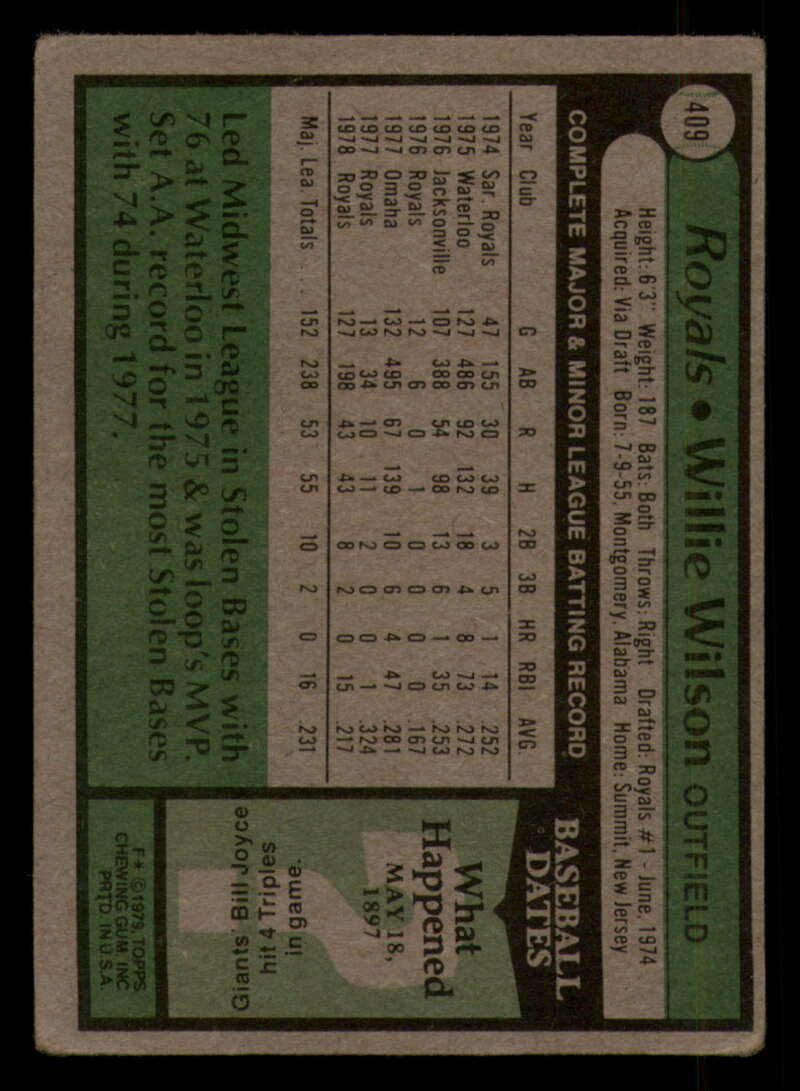 409
Royals • Willie Wilson OUTFIELD
Height: 6'3" Weight: 187 Bats: Both Throws: Right Drafted: Royals #1 - June, 1974
Acquired: Via Draft Born: 7-9-55, Montgomery, Alabama Home: Summit, New Jersey
COMPLETE MAJOR & MINOR LEAGUE BATTING RECORD
Year Club G AB R H 2B 3B HR RBI AVG.
1974 Sar. Royals 47 155 30 39 3 5 1 14 .252
1975 Waterloo 127 486 92 132 18 4 8 73 .272
1976 Jacksonville 107 388 54 98 13 6 1 35 .253
1976 Royals 12 6 0 1 0 0 0 0 .167
1977 Omaha 132 495 67 139 10 6 4 47 .281
1977 Royals 13 34 10 11 2 0 0 1 .324
1978 Royals 127 198 43 43 8 2 0 15 .217
Maj. Lea Totals . . . 152 238 53 55 10 2 0 16 .231
Led Midwest League in Stolen Bases with
76 at Waterloo in 1975 & was loop's MVP.
Set A.A. record for the most Stolen Bases
with 74 during 1977.
BASEBALL
DATES
What
Happened
MAY 18,
1897
Giants' Bill Joyce
hit 4 Triples
in game.
F* © 1979, TOPPS
CHEWING GUM, INC
PRTD. IN U.S.A.